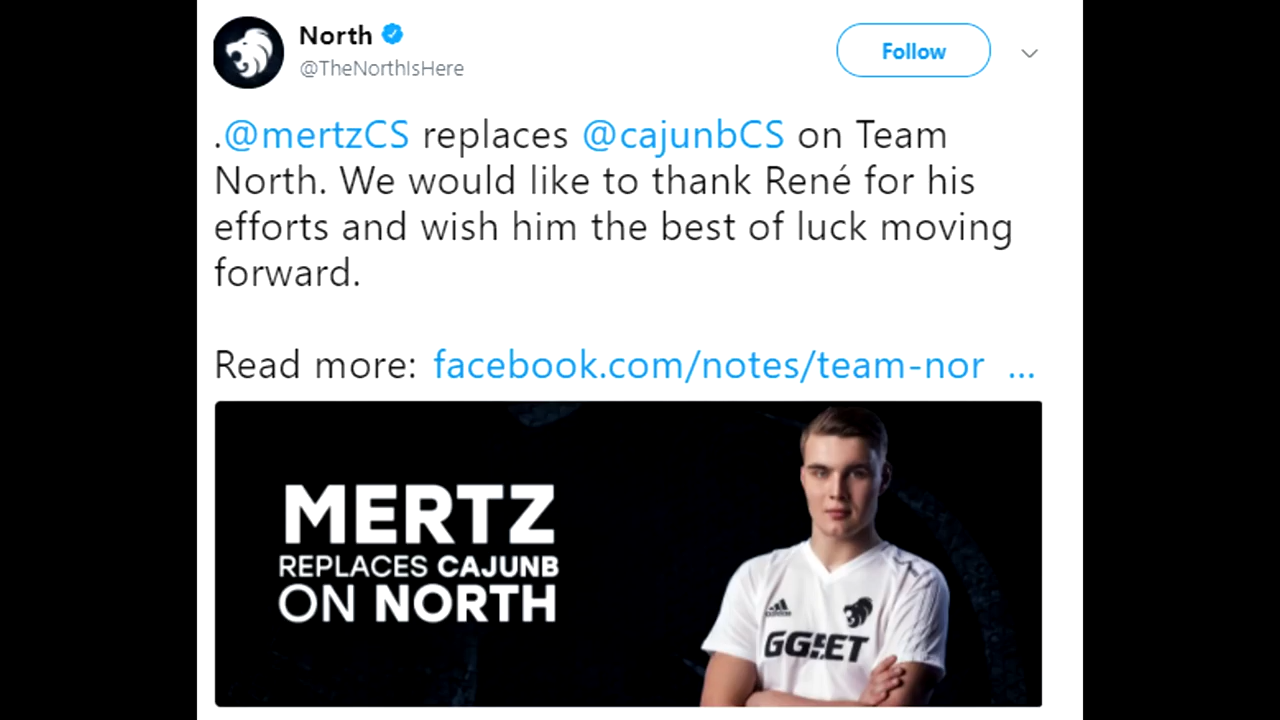 North
Follow
@TheNorthIsHere
.@mertzCS replaces @cajunbCS on Team
North. We would like to thank René for his
efforts and wish him the best of luck moving
forward.
Read more: facebook.com/notes/team-nor …
MERTZ
REPLACES CAJUNB
ON NORTH
adidas
GG.BET